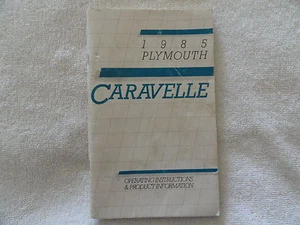 1985
PLYMOUTH
CARAVELLE
OPERATING INSTRUCTIONS
& PRODUCT INFORMATION